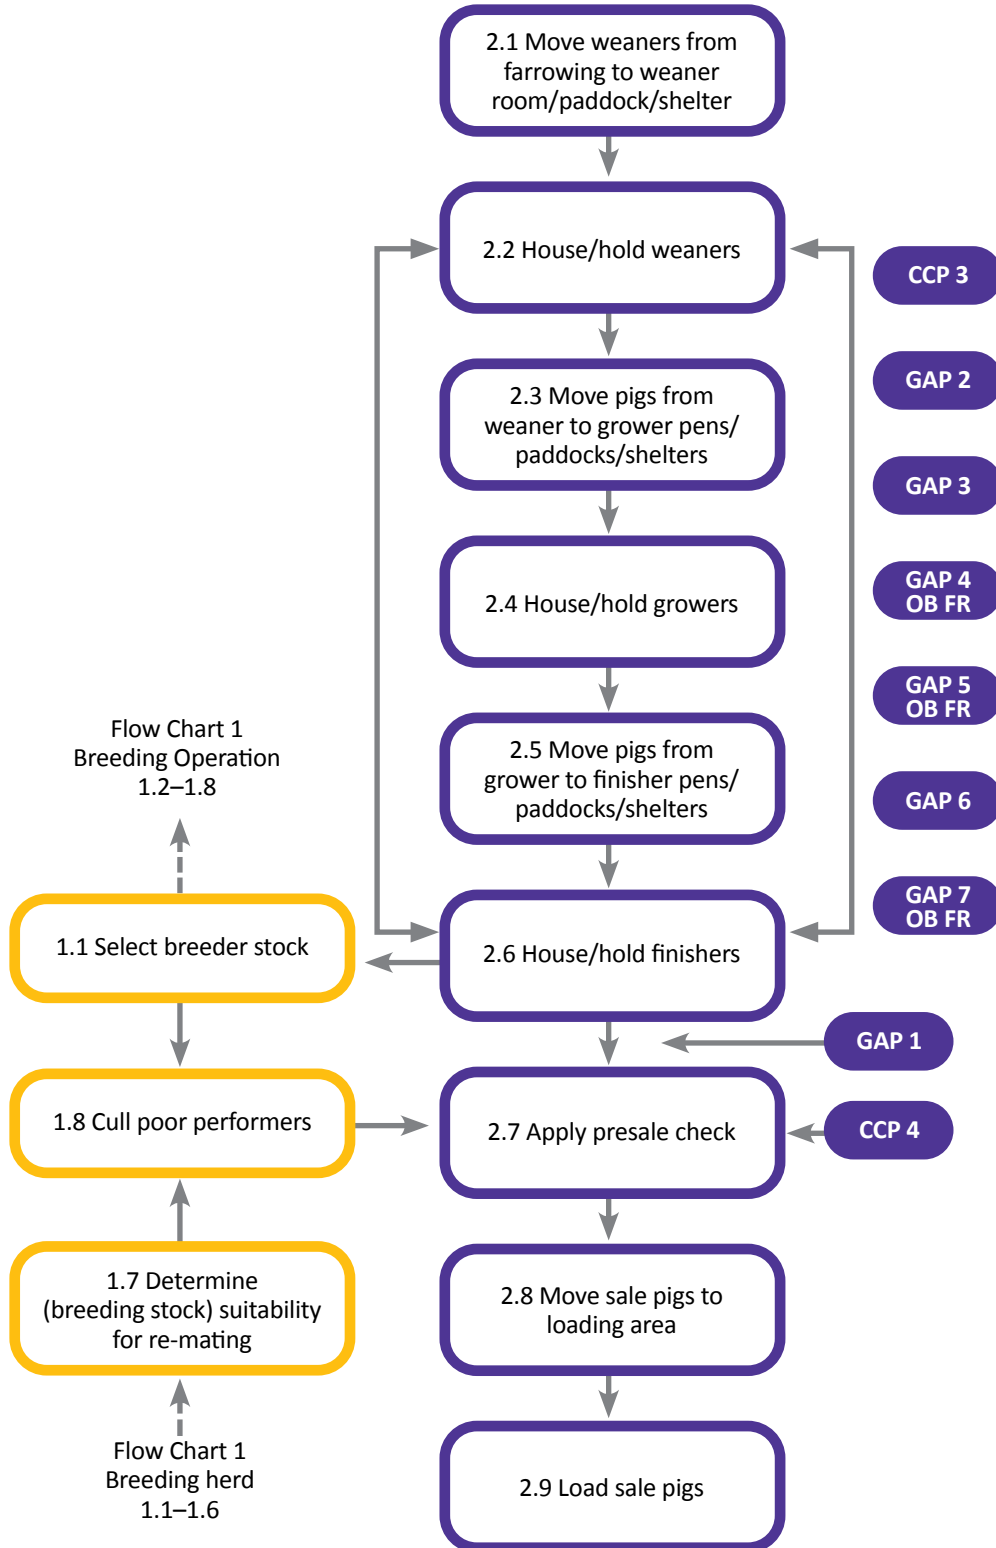 2.1 Move weaners from
farrowing to weaner
room/paddock/shelter
2.2 House/hold weaners
CCP 3
GAP 2
2.3 Move pigs from
weaner to grower pens/
paddocks/shelters
GAP 3
2.4 House/hold growers
GAP 4
OB FR
GAP 5
OB FR
Flow Chart 1
Breeding Operation
1.2–1.8
2.5 Move pigs from
grower to finisher pens/
paddocks/shelters
GAP 6
GAP 7
OB FR
1.1 Select breeder stock
2.6 House/hold finishers
GAP 1
1.8 Cull poor performers
2.7 Apply presale check
CCP 4
1.7 Determine
(breeding stock) suitability
for re-mating
2.8 Move sale pigs to
loading area
Flow Chart 1
Breeding herd
1.1–1.6
2.9 Load sale pigs